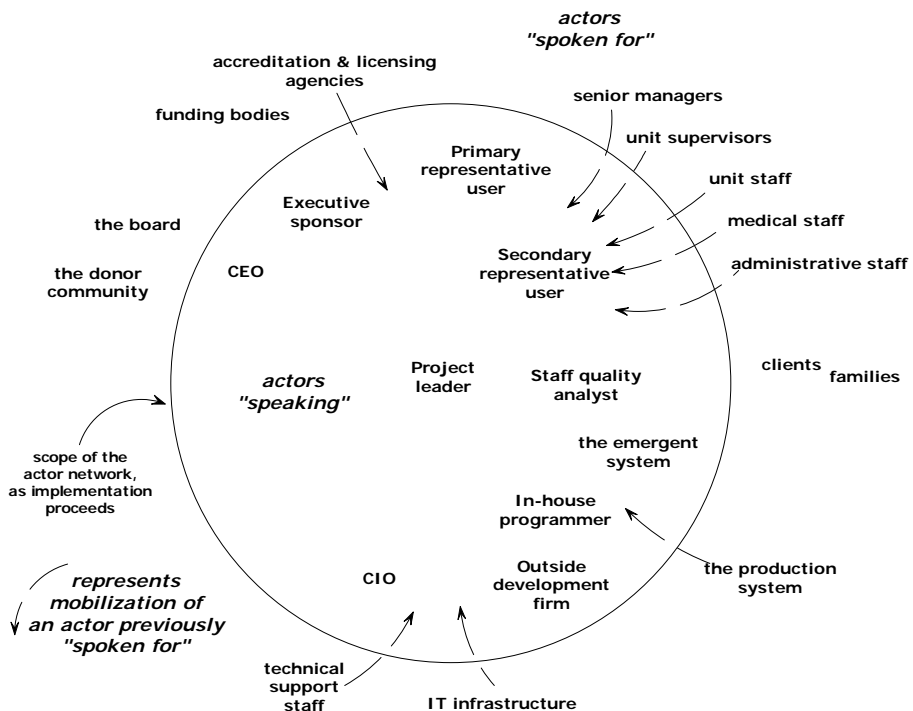 actors
"spoken for"
accreditation & licensing
agencies
funding bodies
senior managers
unit supervisors
unit staff
medical staff
administrative staff
Primary
representative
user
Executive
sponsor
the board
CEO
the donor
community
Secondary
representative
user
actors
"speaking"
Project
leader
Staff quality
analyst
clients
families
scope of the
actor network,
as implementation
proceeds
the emergent
system
In-house
programmer
the production
system
represents
mobilization of
an actor previously
"spoken for"
CIO
Outside
development
firm
technical
support
staff
IT infrastructure